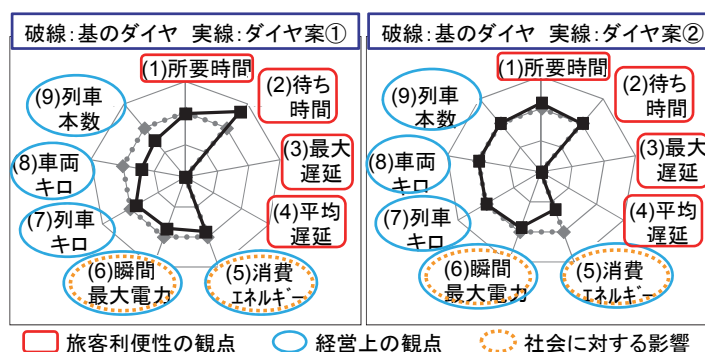 破線:基のダイヤ 実線:ダイヤ案①
(1)所要時間
(2)待ち
時間
(3)最大
遅延
(4)平均
遅延
(5)消費
エネルギー
(6)瞬間
最大電力
(7)列車
キロ
(8)車両
キロ
(9)列車
本数
破線:基のダイヤ 実線:ダイヤ案②
(1)所要時間
(2)待ち
時間
(3)最大
遅延
(4)平均
遅延
(5)消費
エネルギー
(6)瞬間
最大電力
(7)列車
キロ
(8)車両
キロ
(9)列車
本数
旅客利便性の観点 経営上の観点 社会に対する影響